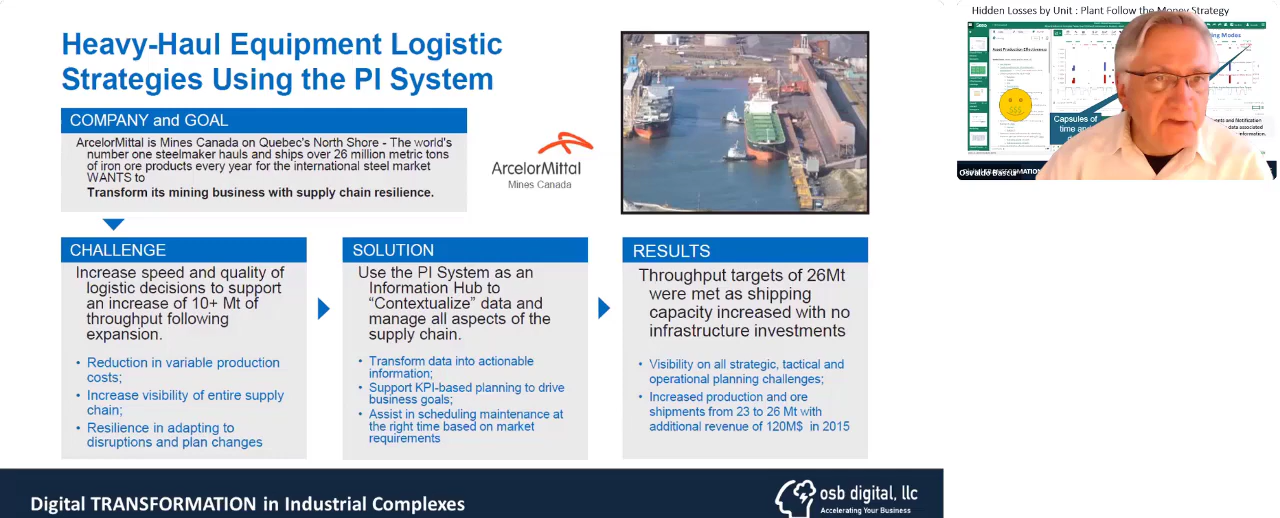 Heavy-Haul Equipment Logistic
Strategies Using the PI System
COMPANY and GOAL
ArcelorMittal is Mines Canada on Quebec's North Shore - The world's
number one steelmaker hauls and ships over 26 million metric tons
of iron ore products every year for the international steel market
WANTS to
Transform its mining business with supply chain resilience.
ArcelorMittal
Mines Canada
CHALLENGE
Increase speed and quality of
logistic decisions to support
an increase of 10+ Mt of
throughput following
expansion.
• Reduction in variable production
costs;
• Increase visibility of entire supply
chain;
• Resilience in adapting to
disruptions and plan changes
SOLUTION
Use the PI System as an
Information Hub to
“Contextualize” data and
manage all aspects of the
supply chain.
• Transform data into actionable
information;
• Support KPI-based planning to drive
business goals;
• Assist in scheduling maintenance at
the right time based on market
requirements
RESULTS
Throughput targets of 26Mt
were met as shipping
capacity increased with no
infrastructure investments
• Visibility on all strategic, tactical and
operational planning challenges;
• Increased production and ore
shipments from 23 to 26 Mt with
additional revenue of 120M$ in 2015
Digital TRANSFORMATION in Industrial Complexes
osb digital, llc
Accelerating Your Business
Hidden Losses by Unit : Plant Follow the Money Strategy
Modes
Capsules of
time and
Osvaldo Bascur